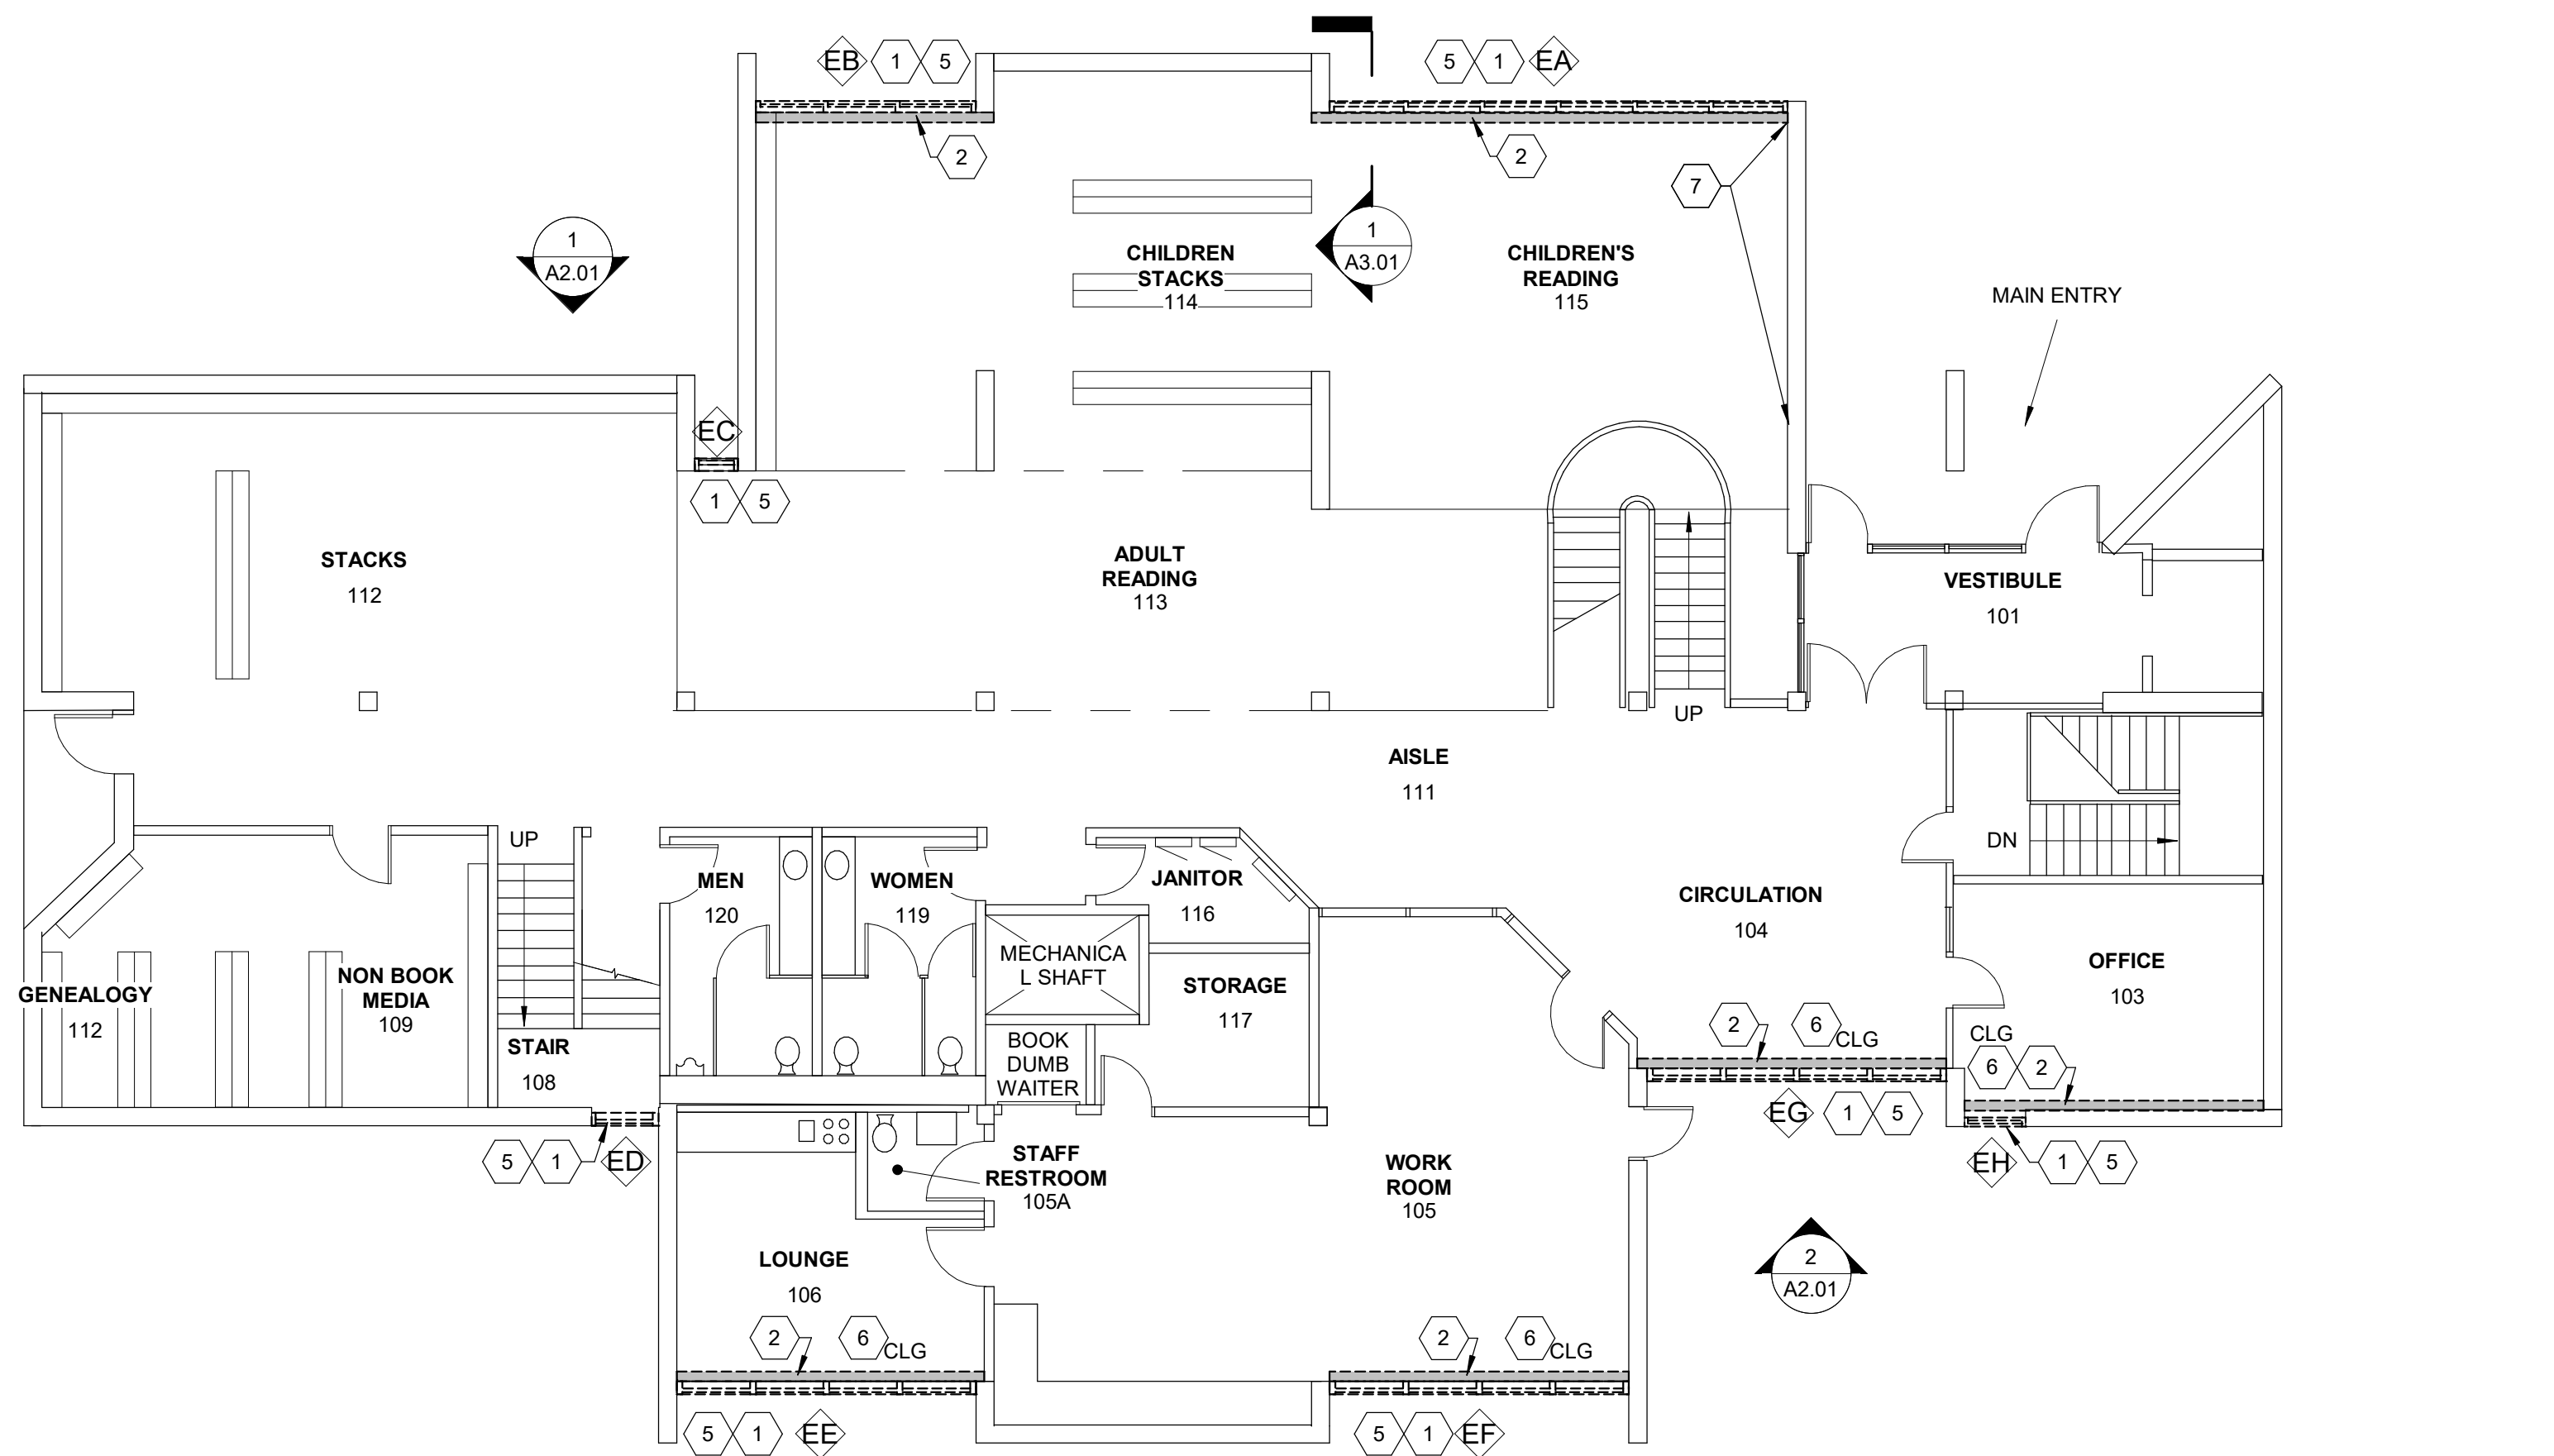 EB 1 5
5 1 EA
2
2
7
1
A2.01
CHILDREN
STACKS
114
1
A3.01
CHILDREN'S
READING
115
MAIN ENTRY
EC
1 5
STACKS
112
ADULT
READING
113
VESTIBULE
101
UP
AISLE
111
UP
DN
MEN
120
WOMEN
119
JANITOR
116
CIRCULATION
104
MECHANICA
L SHAFT
OFFICE
103
GENEALOGY
112
NON BOOK
MEDIA
109
STORAGE
117
STAIR
108
BOOK
DUMB
WAITER
2 6 CLG
CLG
6 2
5 1 ED
EG 1 5
EH 1 5
STAFF
RESTROOM
105A
WORK
ROOM
105
LOUNGE
106
2
A2.01
2 6 CLG
2 6 CLG
5 1 EE
5 1 EF